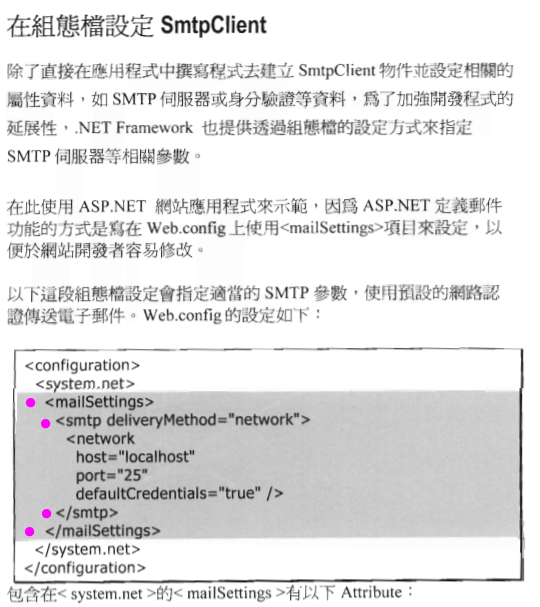 在組態檔設定 SmtpClient
除了直接在應用程式中撰寫程式去建立 SmtpClient 物件並設定相關的
屬性資料，如 SMTP 伺服器或身分驗證等資料，為了加強開發程式的
延展性，.NET Framework 也提供透過組態檔的設定方式來指定
SMTP 伺服器等相關參數。
在此使用 ASP.NET 網站應用程式來示範，因為 ASP.NET 定義郵件
功能的方式是寫在 Web.config 上使用<mailSettings>項目來設定，以
便於網站開發者容易修改。
以下這段組態檔設定會指定適當的 SMTP 參數，使用預設的網路認
證傳送電子郵件。Web.config 的設定如下：
<configuration>
<system.net>
<mailSettings>
<smtp deliveryMethod="network">
<network
host="localhost"
port="25"
defaultCredentials="true" />
</smtp>
</mailSettings>
</system.net>
</configuration>
包含在< system.net >的< mailSettings >有以下 Attribute：